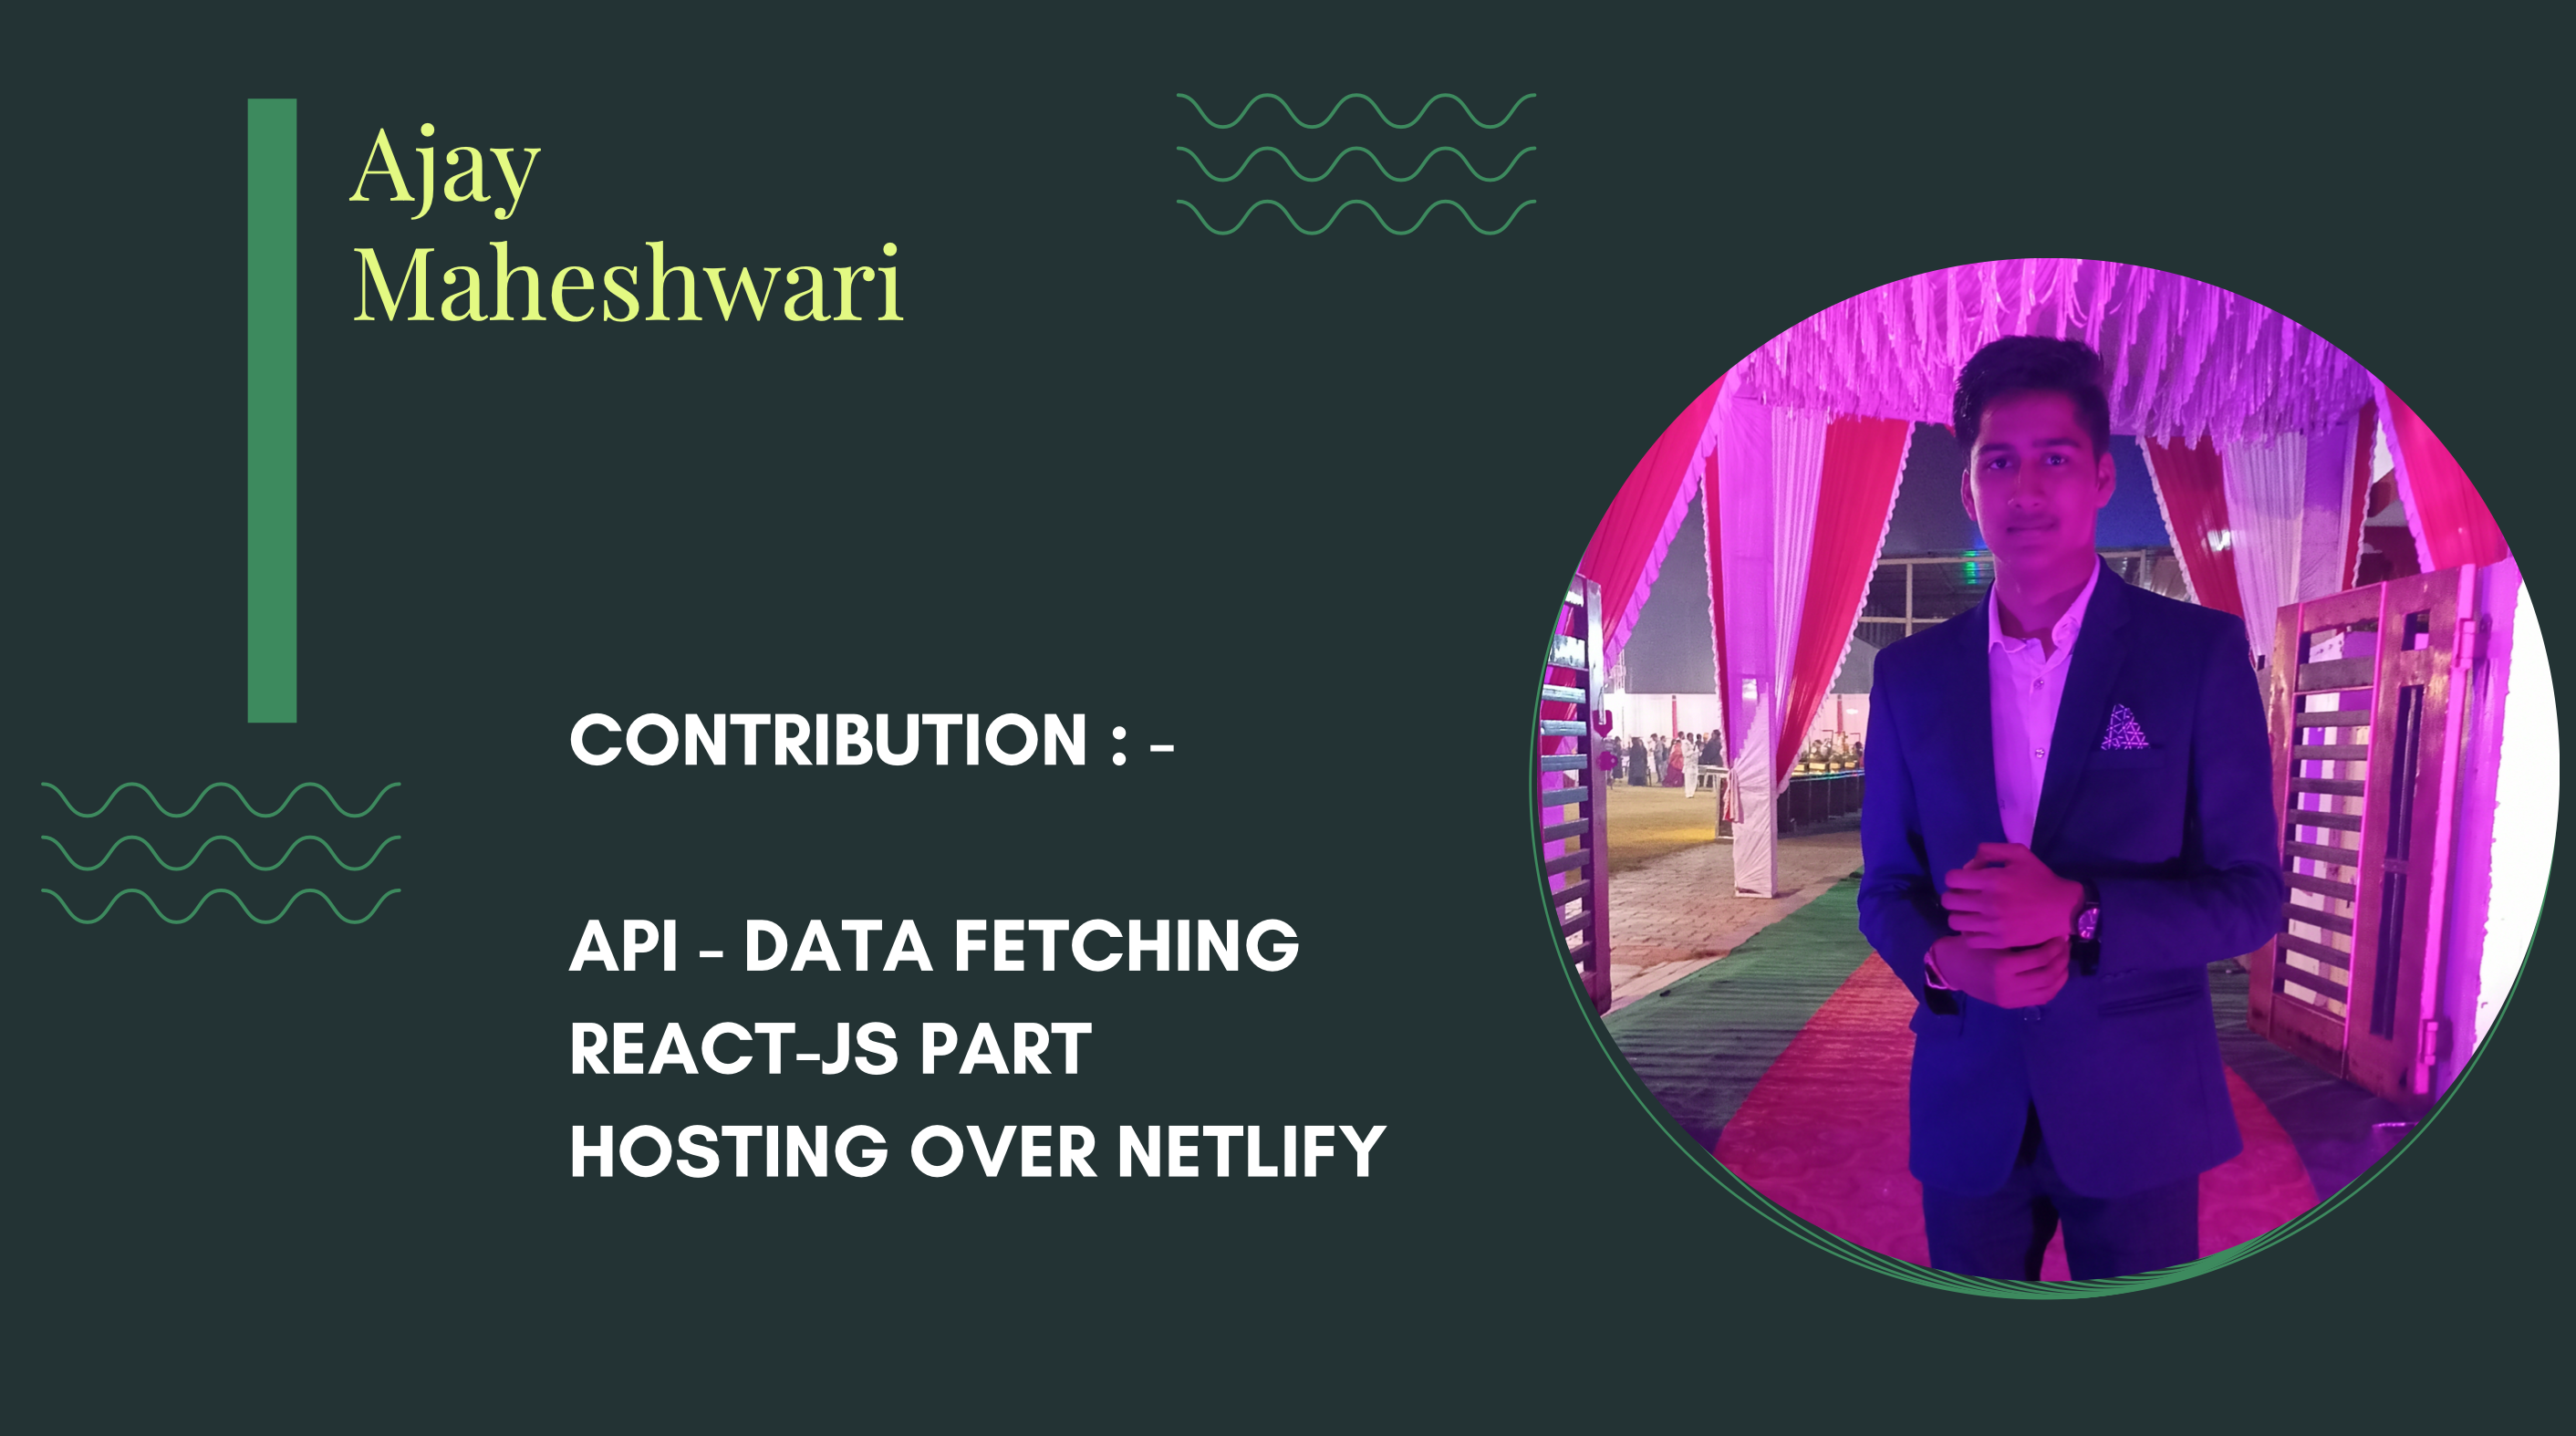 Ajay
Maheshwari
CONTRIBUTION : -
API - DATA FETCHING
REACT-JS PART
HOSTING OVER NETLIFY